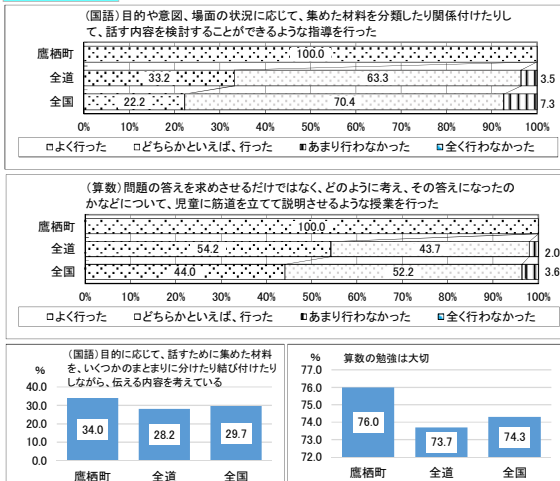 (国語)目的や意図、場面の状況に応じて、集めた材料を分類したり関係付けたりし
て、話す内容を検討することができるような指導を行った
鷹栖町 100.0
全道 33.2 63.3 3.5
全国 22.2 70.4 7.3
0% 10% 20% 30% 40% 50% 60% 70% 80% 90% 100%
よく行った どちらかといえば、行った あまり行わなかった 全く行わなかった
(算数)問題の答えを求めさせるだけではなく、どのように考え、その答えになったの
かなどについて、児童に筋道を立てて説明させるような授業を行った
鷹栖町 100.0
全道 54.2 43.7 2.0
全国 44.0 52.2 3.6
0% 10% 20% 30% 40% 50% 60% 70% 80% 90% 100%
よく行った どちらかといえば、行った あまり行わなかった 全く行わなかった
(国語)目的に応じて、話すために集めた材料
を、いくつかのまとまりに分けたり結び付けたり
しながら、伝える内容を考えている
%
40.0
30.0
20.0
10.0
0.0
34.0 28.2 29.7
鷹栖町 全道 全国
% 算数の勉強は大切
77.0
76.0
75.0
74.0
73.0
72.0
76.0 73.7 74.3
鷹栖町 全道 全国